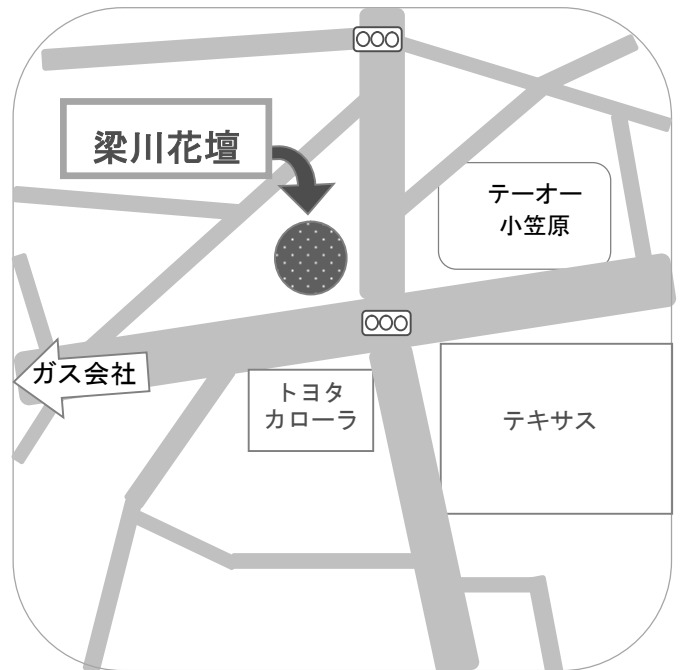 梁川花壇
テーオー
小笠原
ガス会社
トヨタ
カローラ
テキサス